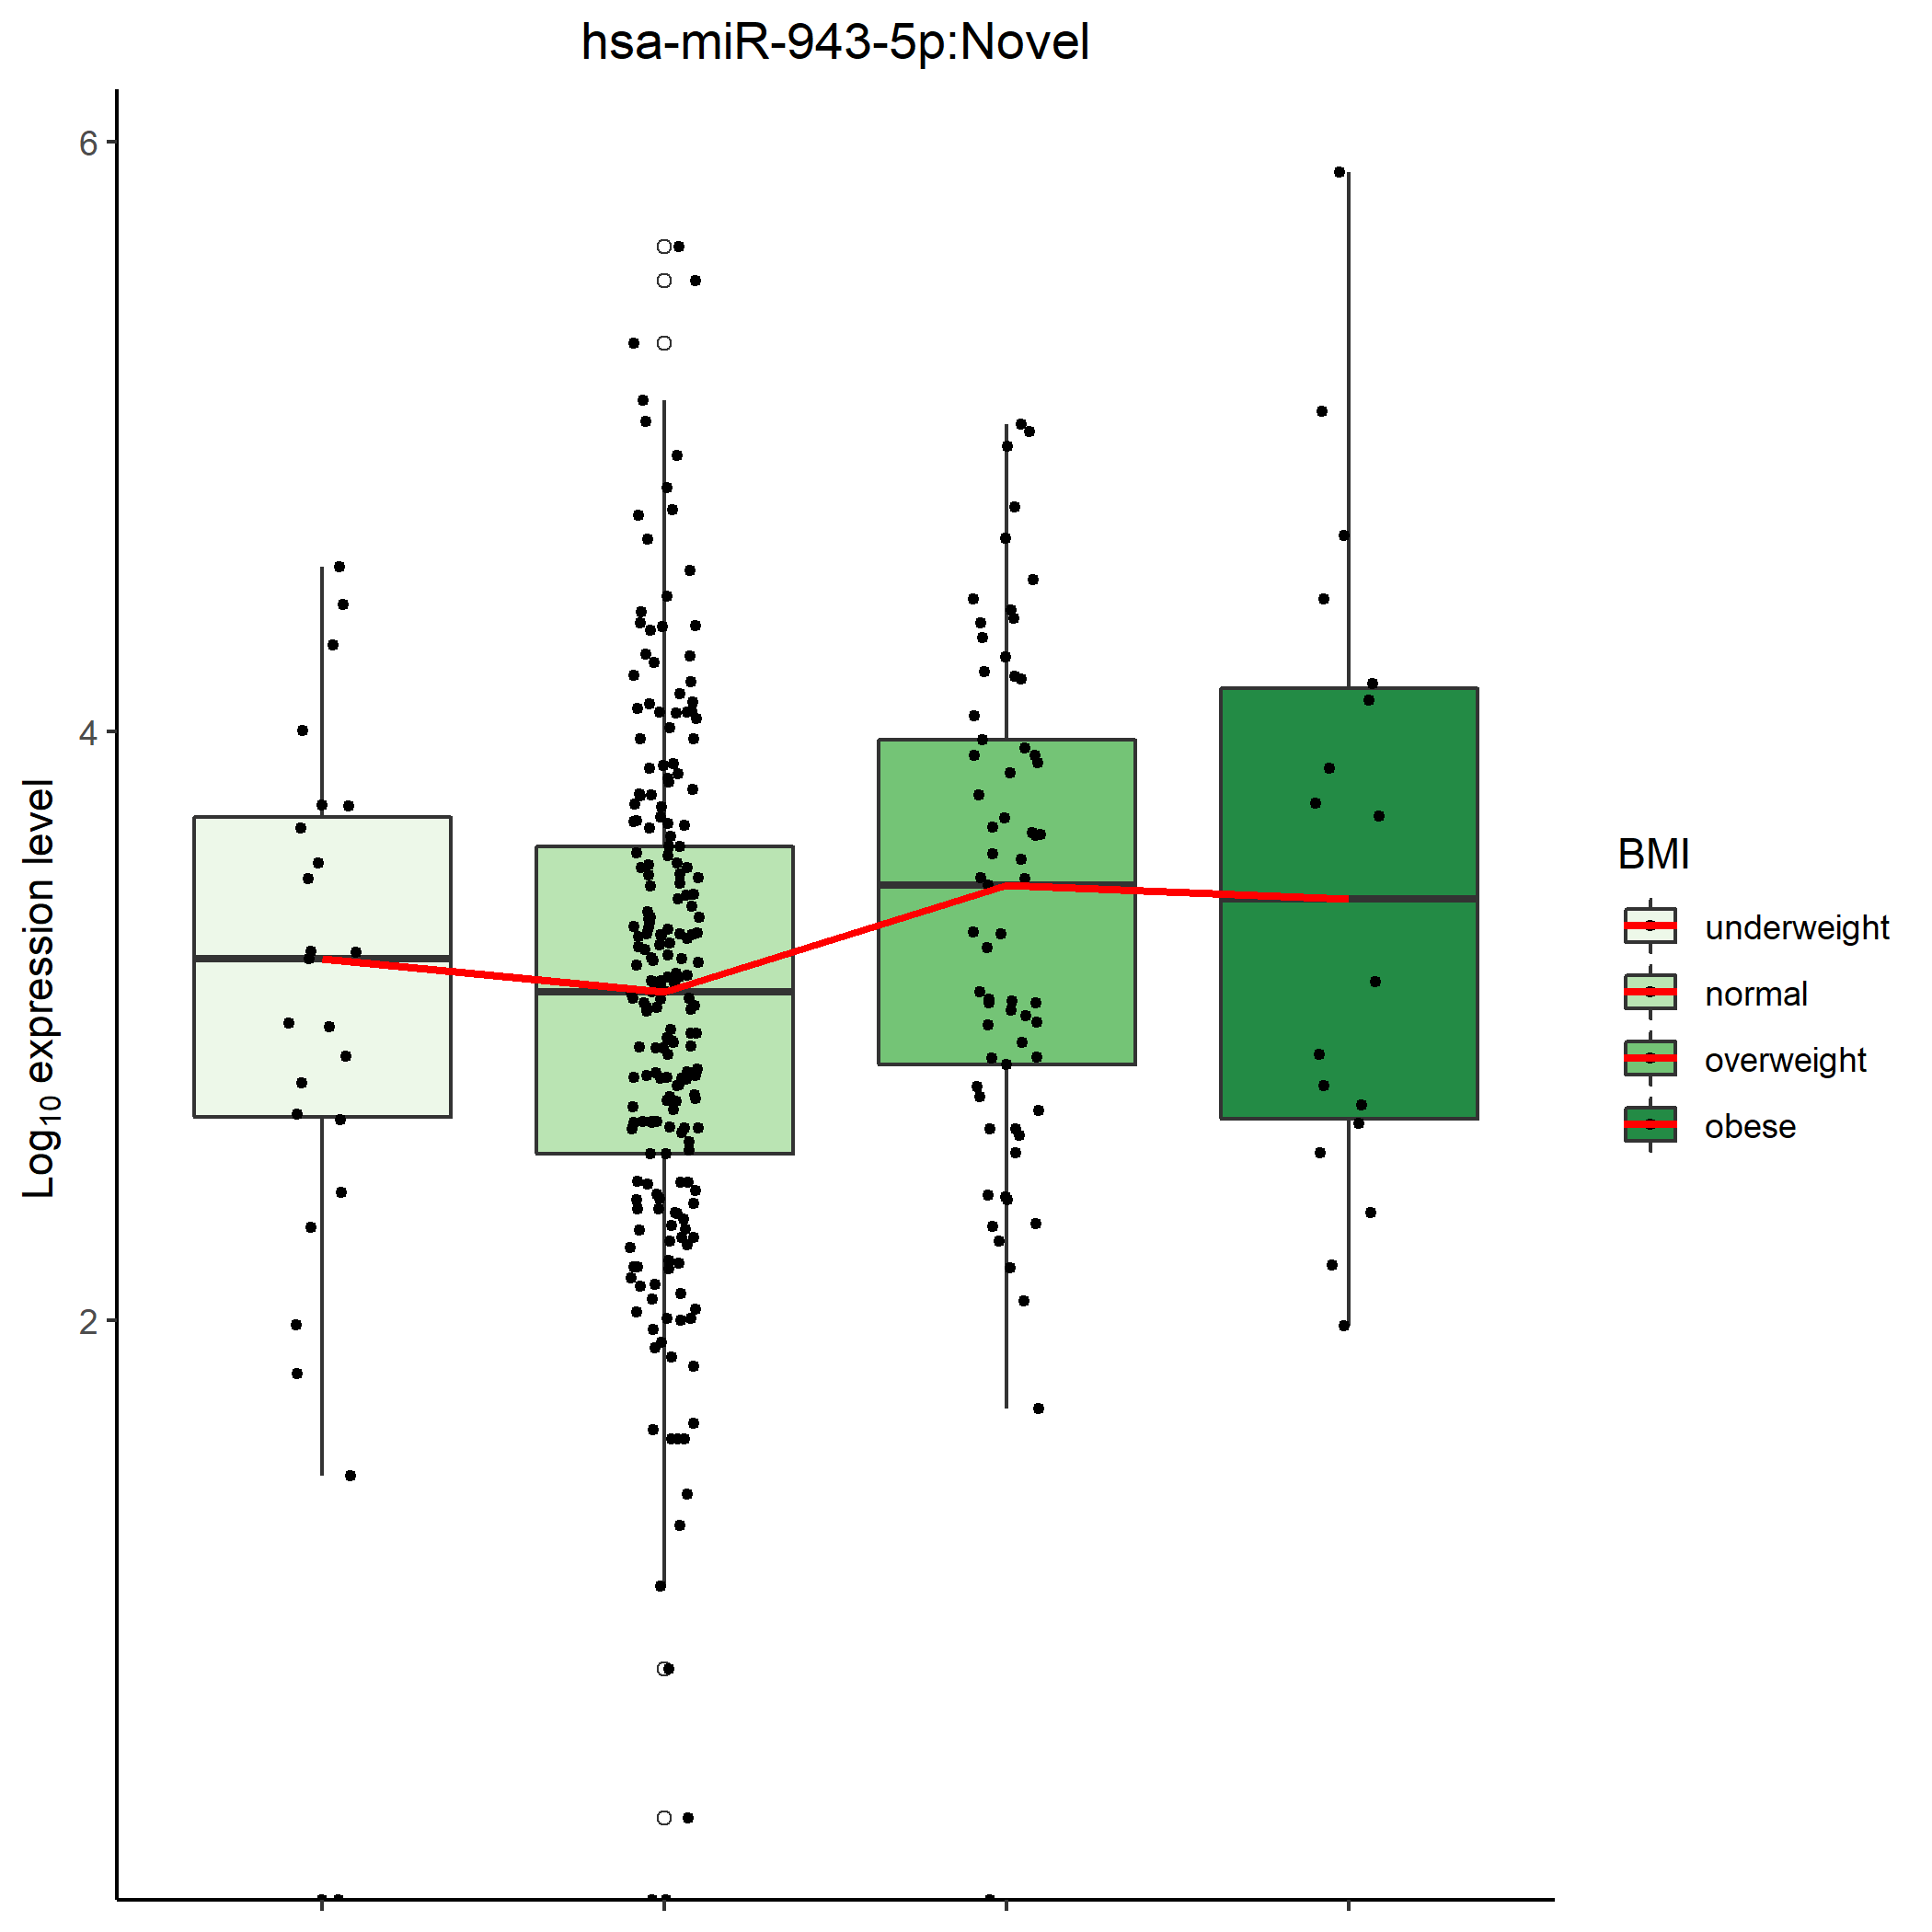 hsa-miR-943-5p:Novel
6
4
2
Log10 expression level
BMI
underweight
normal
overweight
obese